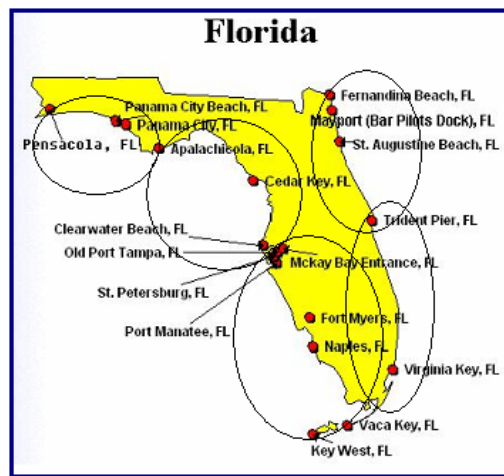 Florida
Fernandina Beach, FL
Panama City Beach, FL
Mayport (Bar Pilots Dock), FL
Panama City, FL
Pensacola, FL
Apalachicola, FL
St. Augustine Beach, FL
Cedar Key, FL
Trident Pier, FL
Clearwater Beach, FL
Old Port Tampa, FL
Mckay Bay Entrance, FL
St. Petersburg, FL
Port Manatee, FL
Fort Myers, FL
Naples, FL
Virginia Key, FL
Vaca Key, FL
Key West, FL